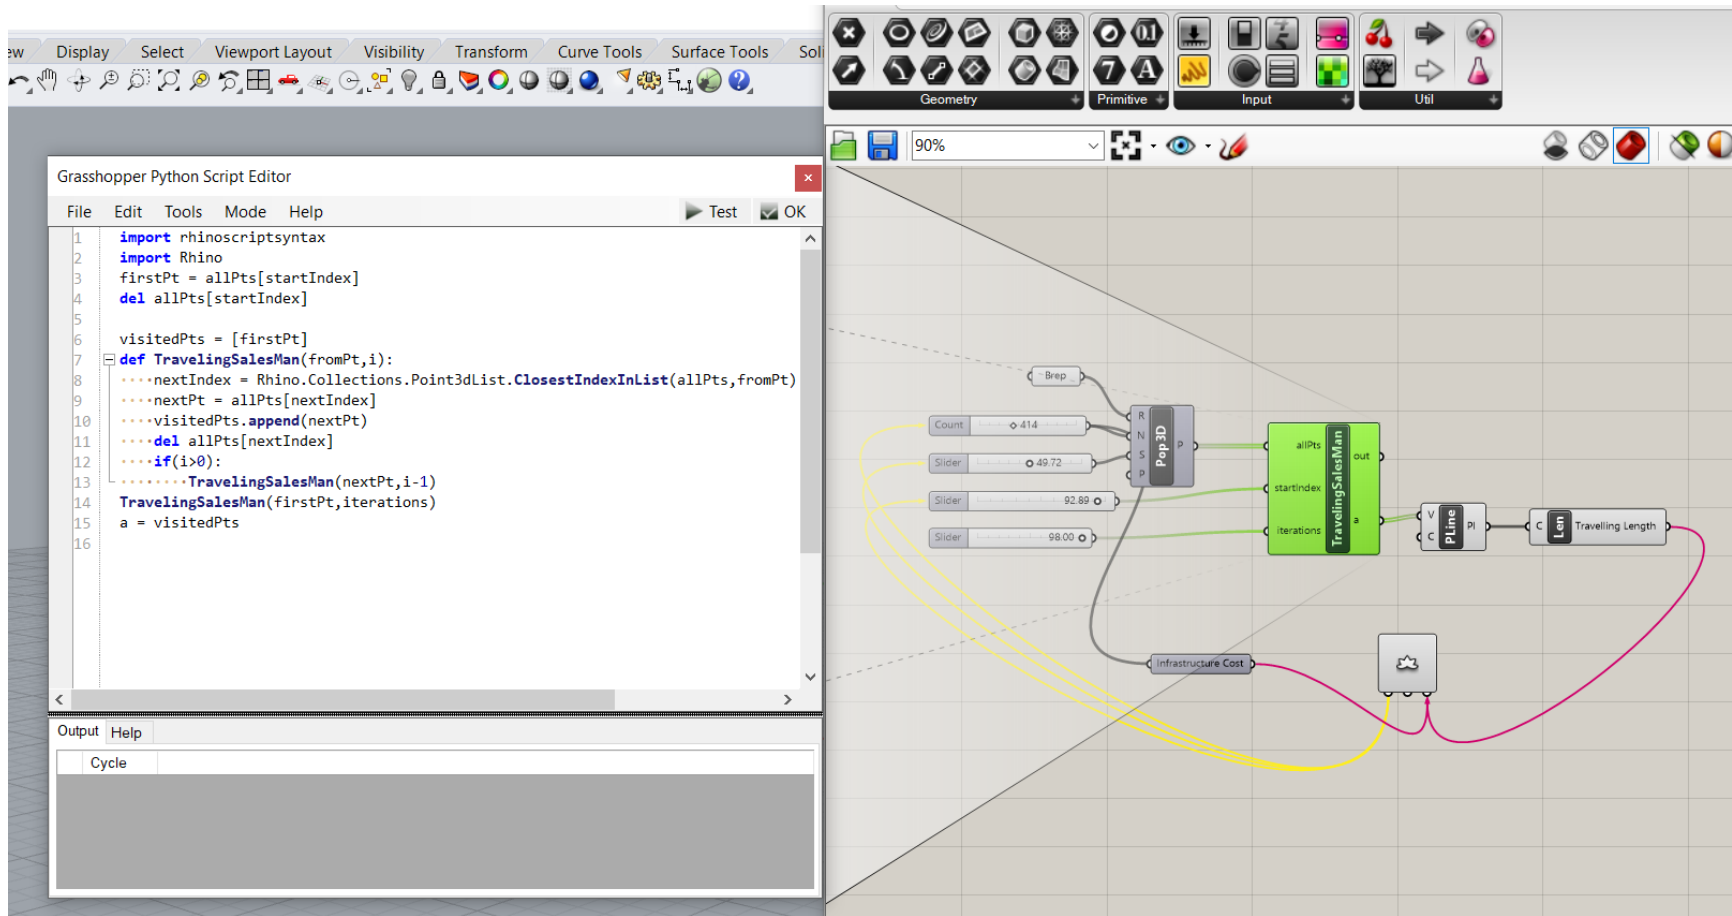 ew Display Select Viewport Layout Visibility Transform Curve Tools Surface Tools Soli
Grasshopper Python Script Editor
File Edit Tools Mode Help Test OK
1 import rhinoscriptsyntax
2 import Rhino
3 firstPt = allPts[startIndex]
4 del allPts[startIndex]
5
6 visitedPts = [firstPt]
7 def TravelingSalesMan(fromPt,i):
8 ····nextIndex = Rhino.Collections.Point3dList.ClosestIndexInList(allPts,fromPt)
9 ····nextPt = allPts[nextIndex]
10 ····visitedPts.append(nextPt)
11 ····del allPts[nextIndex]
12 ····if(i>0):
13 ········TravelingSalesMan(nextPt,i-1)
14 TravelingSalesMan(firstPt,iterations)
15 a = visitedPts
16
Output Help
Cycle
0.1
7 A
Geometry Primitive Input Util
90%
Brep
Count 414
Slider 49.72
Slider 92.89
Slider 98.00
R
N
S
P
Pop3D
P
allPts
startIndex
iterations
TravelingSalesMan
out
a
V
C
PLine
Pl
C Len Travelling Length
Infrastructure Cost